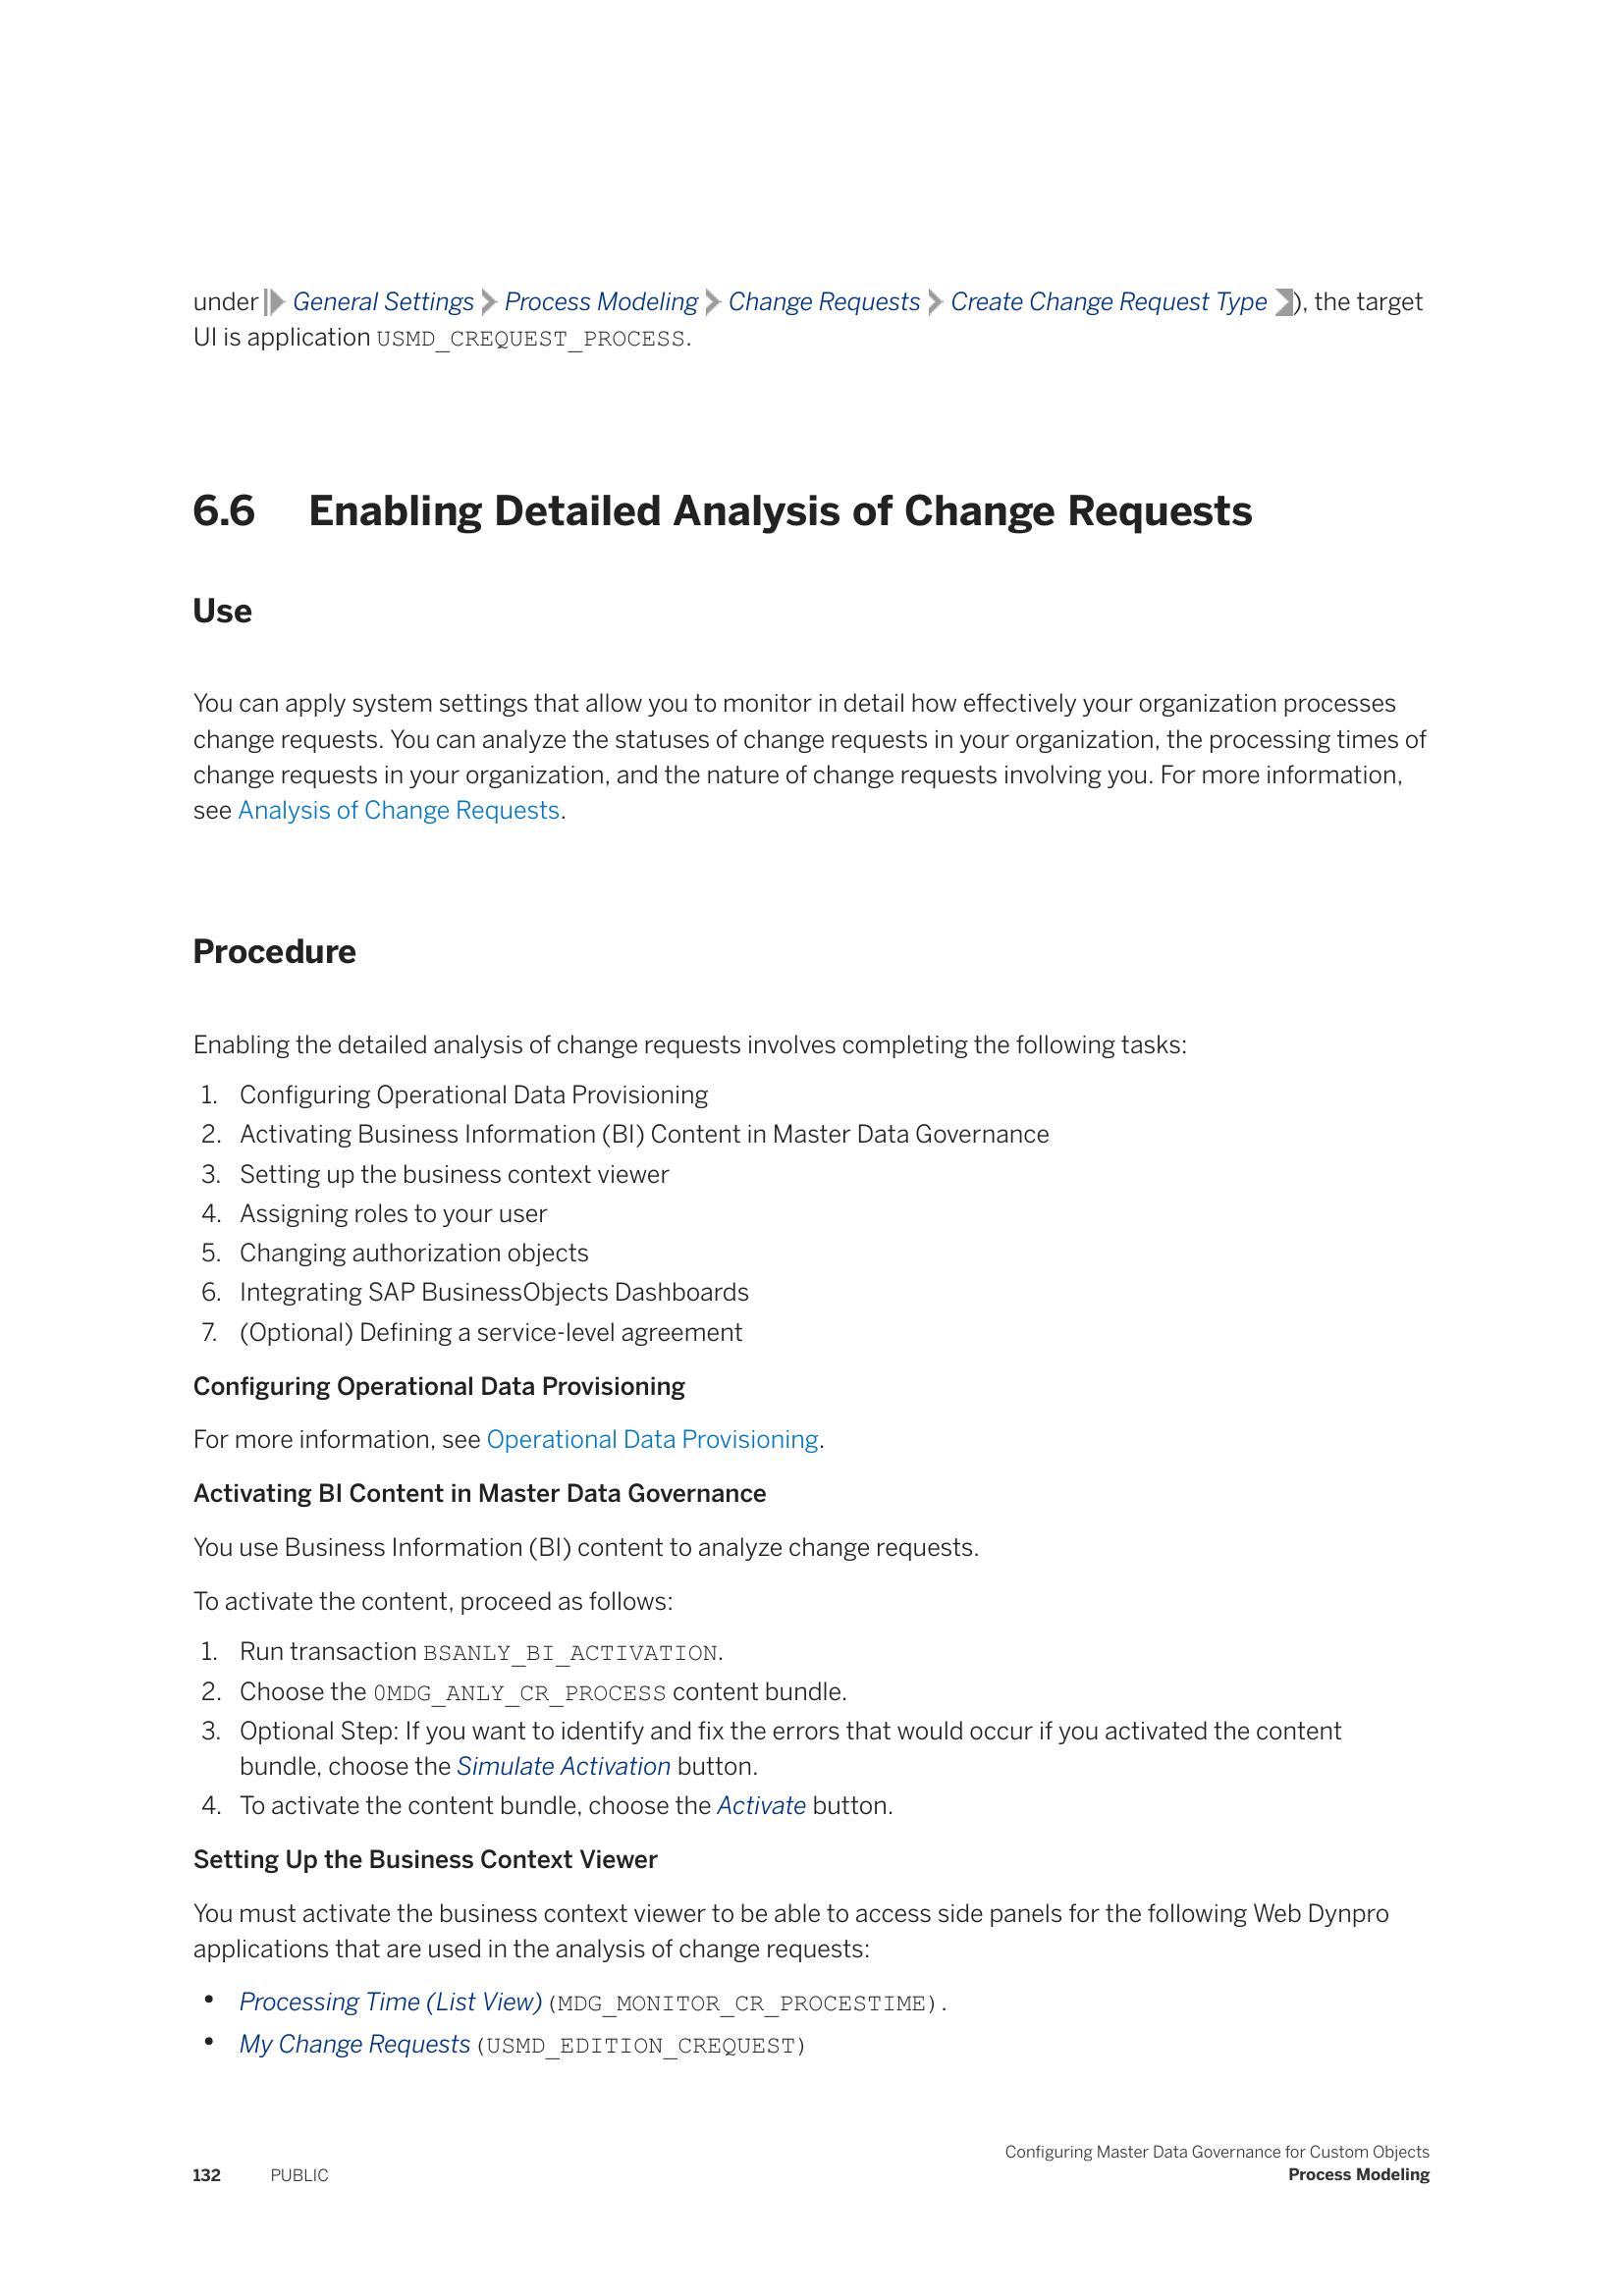 under General Settings Process Modeling Change Requests Create Change Request Type ), the target
UI is application USMD_CREQUEST_PROCESS.
6.6 Enabling Detailed Analysis of Change Requests
Use
You can apply system settings that allow you to monitor in detail how effectively your organization processes
change requests. You can analyze the statuses of change requests in your organization, the processing times of
change requests in your organization, and the nature of change requests involving you. For more information,
see Analysis of Change Requests.
Procedure
Enabling the detailed analysis of change requests involves completing the following tasks:
1. Configuring Operational Data Provisioning
2. Activating Business Information (BI) Content in Master Data Governance
3. Setting up the business context viewer
4. Assigning roles to your user
5. Changing authorization objects
6. Integrating SAP BusinessObjects Dashboards
7. (Optional) Defining a service-level agreement
Configuring Operational Data Provisioning
For more information, see Operational Data Provisioning.
Activating BI Content in Master Data Governance
You use Business Information (BI) content to analyze change requests.
To activate the content, proceed as follows:
1. Run transaction BSANLY_BI_ACTIVATION.
2. Choose the 0MDG_ANLY_CR_PROCESS content bundle.
3. Optional Step: If you want to identify and fix the errors that would occur if you activated the content
bundle, choose the Simulate Activation button.
4. To activate the content bundle, choose the Activate button.
Setting Up the Business Context Viewer
You must activate the business context viewer to be able to access side panels for the following Web Dynpro
applications that are used in the analysis of change requests:
• Processing Time (List View) (MDG_MONITOR_CR_PROCESTIME).
• My Change Requests (USMD_EDITION_CREQUEST)
Configuring Master Data Governance for Custom Objects
132 PUBLIC Process Modeling